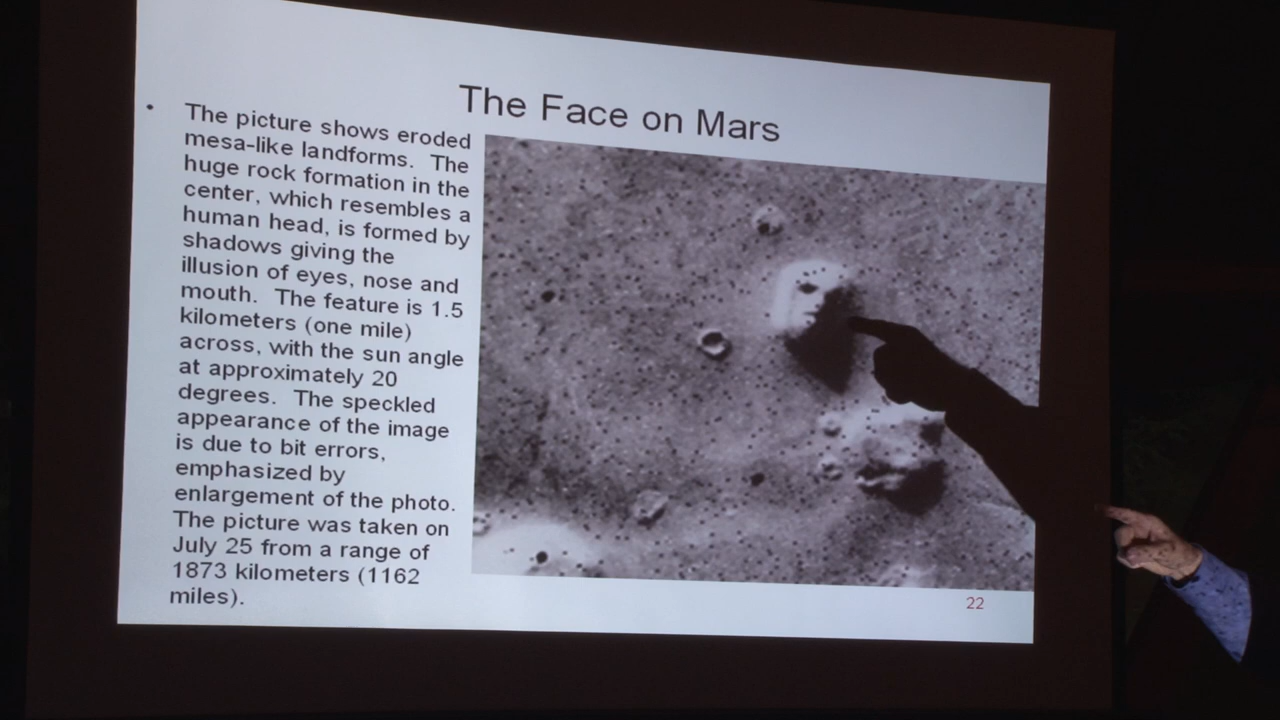 The Face on Mars
• The picture shows eroded
mesa-like landforms. The
huge rock formation in the
center, which resembles a
human head, is formed by
shadows giving the
illusion of eyes, nose and
mouth. The feature is 1.5
kilometers (one mile)
across, with the sun angle
at approximately 20
degrees. The speckled
appearance of the image
is due to bit errors,
emphasized by
enlargement of the photo.
The picture was taken on
July 25 from a range of
1873 kilometers (1162
miles).
22